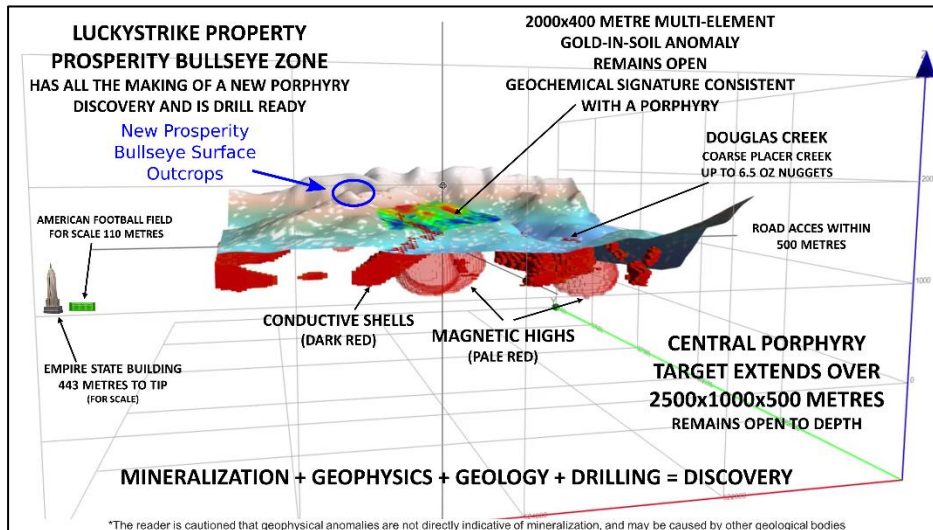 LUCKYSTRIKE PROPERTY
PROSPERITY BULLSEYE ZONE
HAS ALL THE MAKING OF A NEW PORPHYRY
DISCOVERY AND IS DRILL READY
New Prosperity
Bullseye Surface
Outcrops
2000x400 METRE MULTI-ELEMENT
GOLD-IN-SOIL ANOMALY
REMAINS OPEN
GEOCHEMICAL SIGNATURE CONSISTENT
WITH A PORPHYRY
DOUGLAS CREEK
COARSE PLACER CREEK
UP TO 6.5 OZ NUGGETS
AMERICAN FOOTBALL FIELD
FOR SCALE 110 METRES
ROAD ACCES WITHIN
500 METRES
1000
0
CONDUCTIVE SHELLS
(DARK RED)
MAGNETIC HIGHS
(PALE RED)
EMPIRE STATE BUILDING
443 METRES TO TIP
(FOR SCALE)
CENTRAL PORPHYRY
TARGET EXTENDS OVER
2500x1000x500 METRES
REMAINS OPEN TO DEPTH
MINERALIZATION + GEOPHYSICS + GEOLOGY + DRILLING = DISCOVERY
*The reader is cautioned that geophysical anomalies are not directly indicative of mineralization, and may be caused by other geological bodies